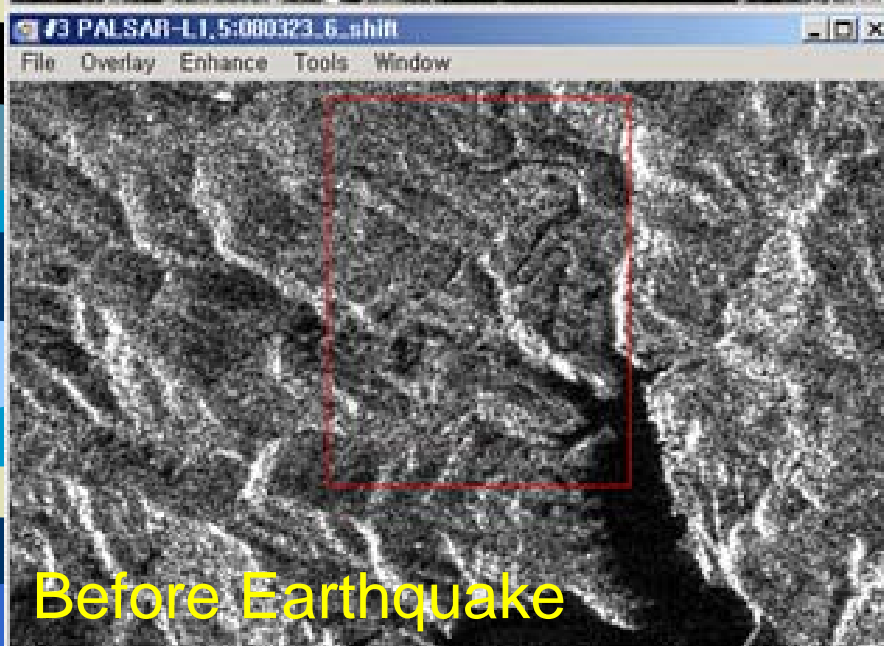 #3 PALSAR-L1.5:080323_6_shift
File Overlay Enhance Tools Window
Before Earthquake